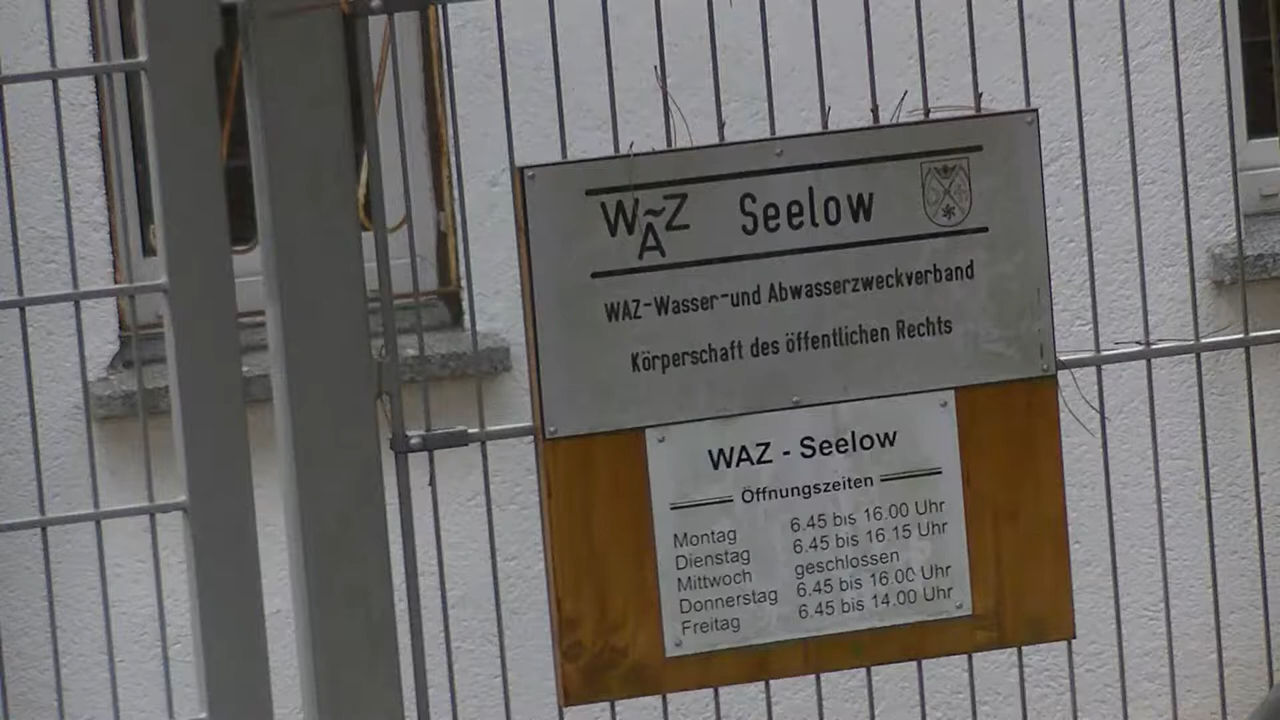 WAZ Seelow
WAZ-Wasser-und Abwasserzweckverband
Körperschaft des öffentlichen Rechts
WAZ - Seelow
Öffnungszeiten
Montag 6.45 bis 16.00 Uhr
Dienstag 6.45 bis 16.15 Uhr
Mittwoch geschlossen
Donnerstag 6.45 bis 16.00 Uhr
Freitag 6.45 bis 14.00 Uhr